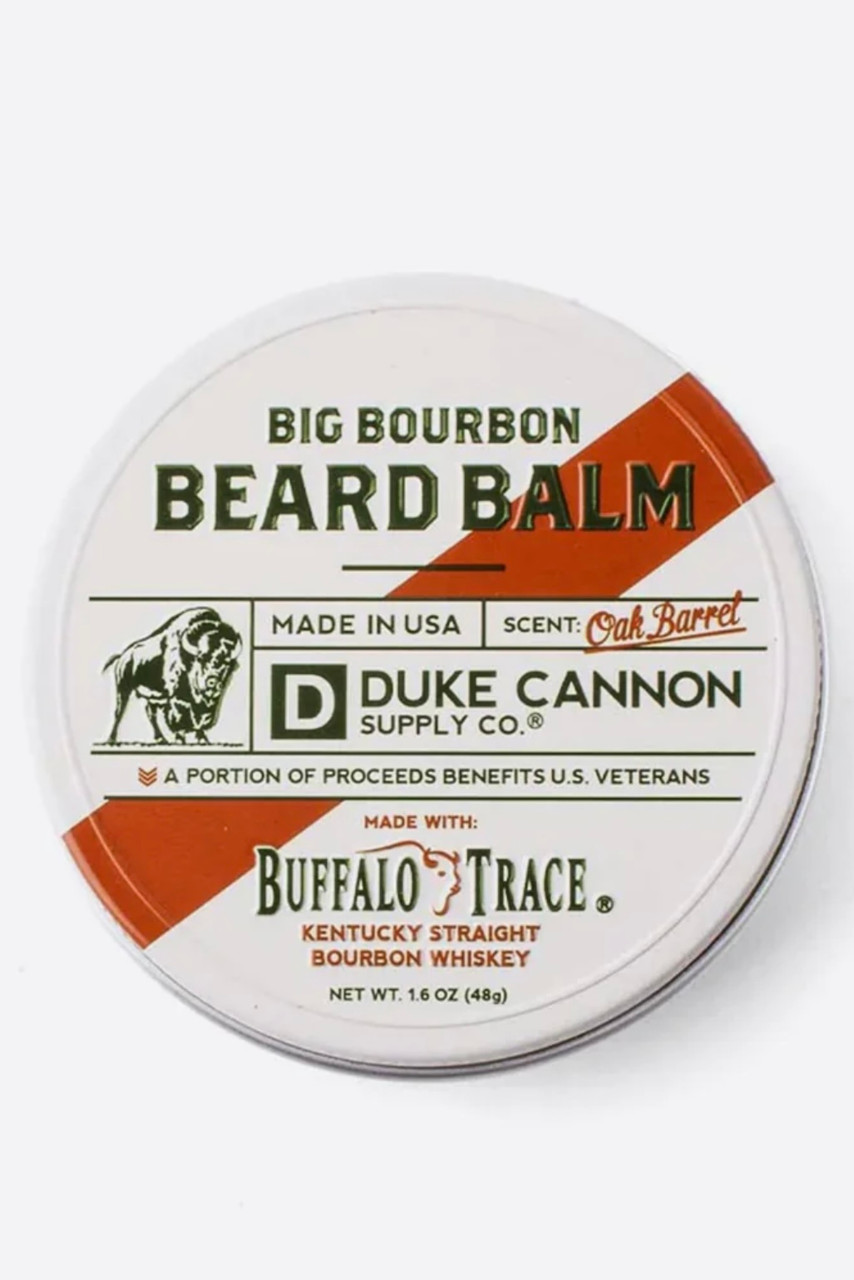 BIG BOURBON
BEARD BALM
MADE IN USA
SCENT: Oak Barrel
D DUKE CANNON
SUPPLY CO.®
A PORTION OF PROCEEDS BENEFITS U.S. VETERANS
MADE WITH:
BUFFALO TRACE®
KENTUCKY STRAIGHT
BOURBON WHISKEY
NET WT. 1.6 OZ (48g)